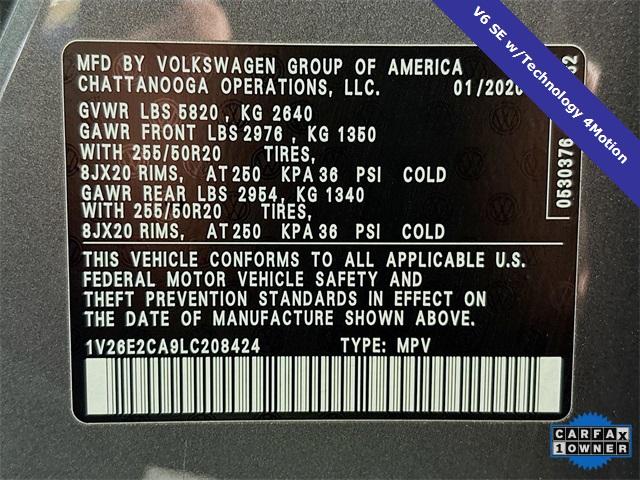 MFD BY VOLKSWAGEN GROUP OF AMERICA
CHATTANOOGA OPERATIONS, LLC. 01/2020
GVWR LBS 5820 , KG 2640
GAWR FRONT LBS 2976 , KG 1350
WITH 255/50R20 TIRES,
8JX20 RIMS, AT 250 KPA 36 PSI COLD
GAWR REAR LBS 2954, KG 1340
WITH 255/50R20 TIRES,
8JX20 RIMS, AT 250 KPA 36 PSI COLD
THIS VEHICLE CONFORMS TO ALL APPLICABLE U.S.
FEDERAL MOTOR VEHICLE SAFETY AND
THEFT PREVENTION STANDARDS IN EFFECT ON
THE DATE OF MANUFACTURE SHOWN ABOVE.
1V26E2CA9LC208424 TYPE: MPV
0530376
V6 SE w/Technology 4Motion
CARFAX
1 OWNER